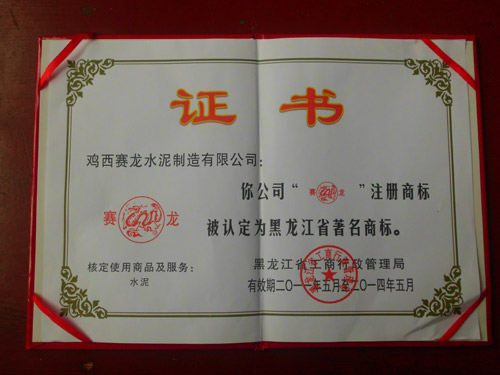 证书
鸡西赛龙水泥制造有限公司：
你公司“赛 龙”注册商标
赛 龙
被认定为黑龙江省著名商标。
核定使用商品及服务：
水泥
黑龙江省工商行政管理局
有效期二〇一一年五月至二〇一四年五月